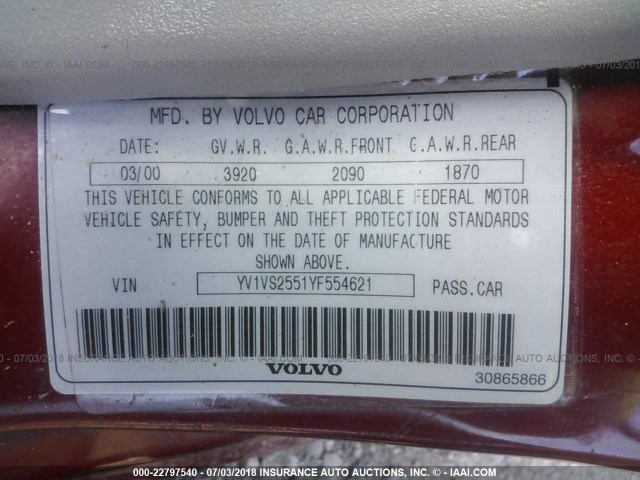 MFD. BY VOLVO CAR CORPORATION
DATE: GV.W.R. G.A.W.R.FRONT G.A.W.R.REAR
03/00 3920 2090 1870
THIS VEHICLE CONFORMS TO ALL APPLICABLE FEDERAL MOTOR
VEHICLE SAFETY, BUMPER AND THEFT PROTECTION STANDARDS
IN EFFECT ON THE DATE OF MANUFACTURE
SHOWN ABOVE.
VIN YV1VS2551YF554621 PASS.CAR
VOLVO
30865866
000-22797540 - 07/03/2018 INSURANCE AUTO AUCTIONS, INC. - © - IAAI.COM